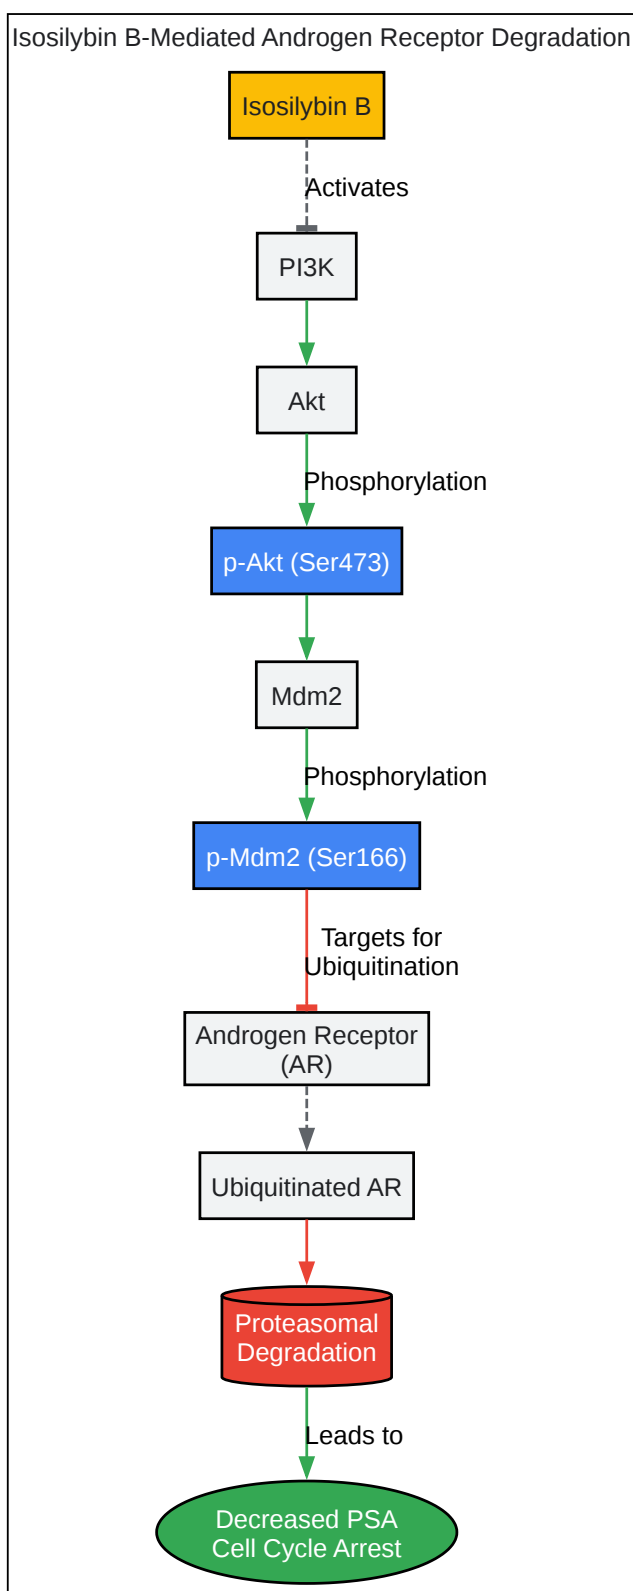 Isosilybin B-Mediated Androgen Receptor Degradation
Isosilybin B
Activates
PI3K
Akt
Phosphorylation
p-Akt (Ser473)
Mdm2
Phosphorylation
p-Mdm2 (Ser166)
Targets for
Ubiquitination
Androgen Receptor
(AR)
Ubiquitinated AR
Proteasomal
Degradation
Leads to
Decreased PSA
Cell Cycle Arrest